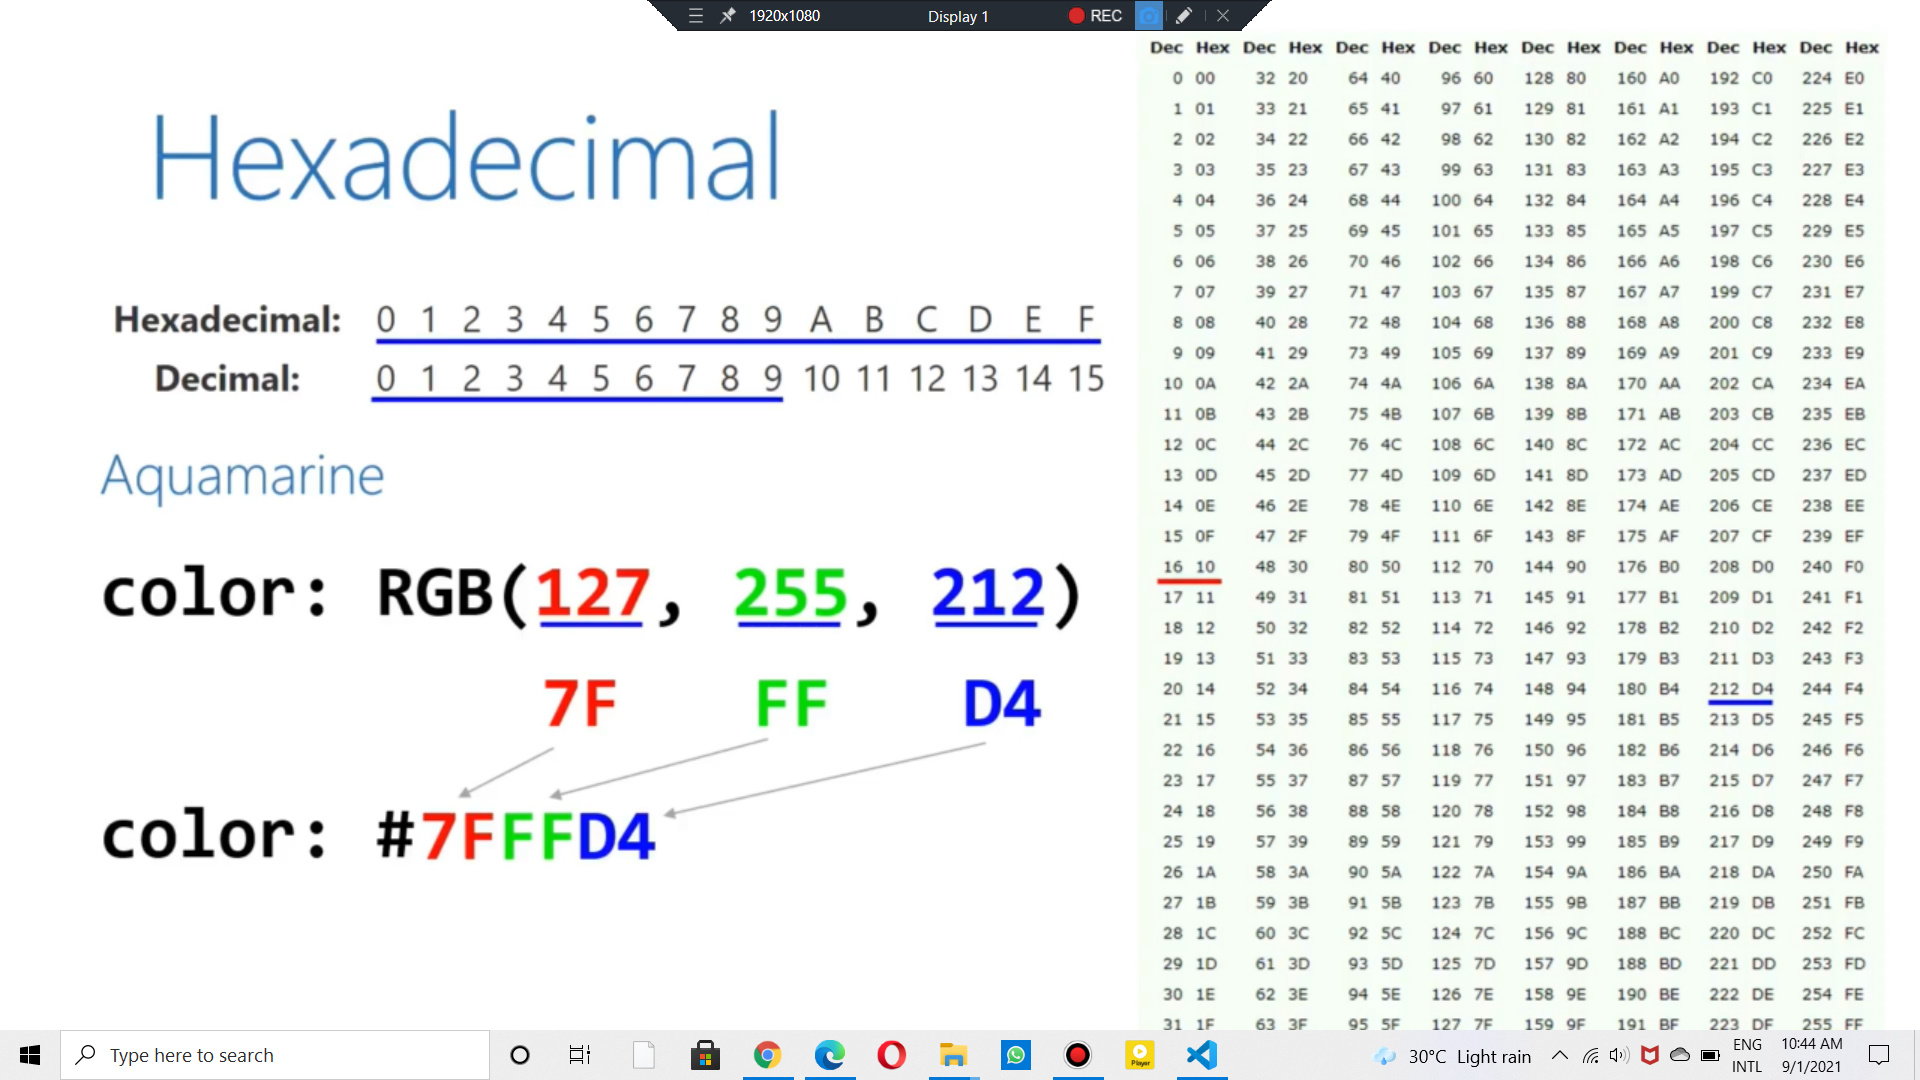 1920x1080 Display 1 REC
Hexadecimal
Hexadecimal: 0 1 2 3 4 5 6 7 8 9 A B C D E F
Decimal: 0 1 2 3 4 5 6 7 8 9 10 11 12 13 14 15
Aquamarine
color: RGB(127, 255, 212)
7F FF D4
color: #7FFFD4
Dec Hex Dec Hex Dec Hex Dec Hex Dec Hex Dec Hex Dec Hex Dec Hex
0 00 32 20 64 40 96 60 128 80 160 A0 192 C0 224 E0
1 01 33 21 65 41 97 61 129 81 161 A1 193 C1 225 E1
2 02 34 22 66 42 98 62 130 82 162 A2 194 C2 226 E2
3 03 35 23 67 43 99 63 131 83 163 A3 195 C3 227 E3
4 04 36 24 68 44 100 64 132 84 164 A4 196 C4 228 E4
5 05 37 25 69 45 101 65 133 85 165 A5 197 C5 229 E5
6 06 38 26 70 46 102 66 134 86 166 A6 198 C6 230 E6
7 07 39 27 71 47 103 67 135 87 167 A7 199 C7 231 E7
8 08 40 28 72 48 104 68 136 88 168 A8 200 C8 232 E8
9 09 41 29 73 49 105 69 137 89 169 A9 201 C9 233 E9
10 0A 42 2A 74 4A 106 6A 138 8A 170 AA 202 CA 234 EA
11 0B 43 2B 75 4B 107 6B 139 8B 171 AB 203 CB 235 EB
12 0C 44 2C 76 4C 108 6C 140 8C 172 AC 204 CC 236 EC
13 0D 45 2D 77 4D 109 6D 141 8D 173 AD 205 CD 237 ED
14 0E 46 2E 78 4E 110 6E 142 8E 174 AE 206 CE 238 EE
15 0F 47 2F 79 4F 111 6F 143 8F 175 AF 207 CF 239 EF
16 10 48 30 80 50 112 70 144 90 176 B0 208 D0 240 F0
17 11 49 31 81 51 113 71 145 91 177 B1 209 D1 241 F1
18 12 50 32 82 52 114 72 146 92 178 B2 210 D2 242 F2
19 13 51 33 83 53 115 73 147 93 179 B3 211 D3 243 F3
20 14 52 34 84 54 116 74 148 94 180 B4 212 D4 244 F4
21 15 53 35 85 55 117 75 149 95 181 B5 213 D5 245 F5
22 16 54 36 86 56 118 76 150 96 182 B6 214 D6 246 F6
23 17 55 37 87 57 119 77 151 97 183 B7 215 D7 247 F7
24 18 56 38 88 58 120 78 152 98 184 B8 216 D8 248 F8
25 19 57 39 89 59 121 79 153 99 185 B9 217 D9 249 F9
26 1A 58 3A 90 5A 122 7A 154 9A 186 BA 218 DA 250 FA
27 1B 59 3B 91 5B 123 7B 155 9B 187 BB 219 DB 251 FB
28 1C 60 3C 92 5C 124 7C 156 9C 188 BC 220 DC 252 FC
29 1D 61 3D 93 5D 125 7D 157 9D 188 BD 221 DD 253 FD
30 1E 62 3E 94 5E 126 7E 158 9E 190 BE 222 DE 254 FE
31 1F 63 3F 95 5F 127 7F 159 9F 191 BF 223 DF 255 FF
Type here to search
Player
30°C Light rain
ENG
INTL
10:44 AM
9/1/2021